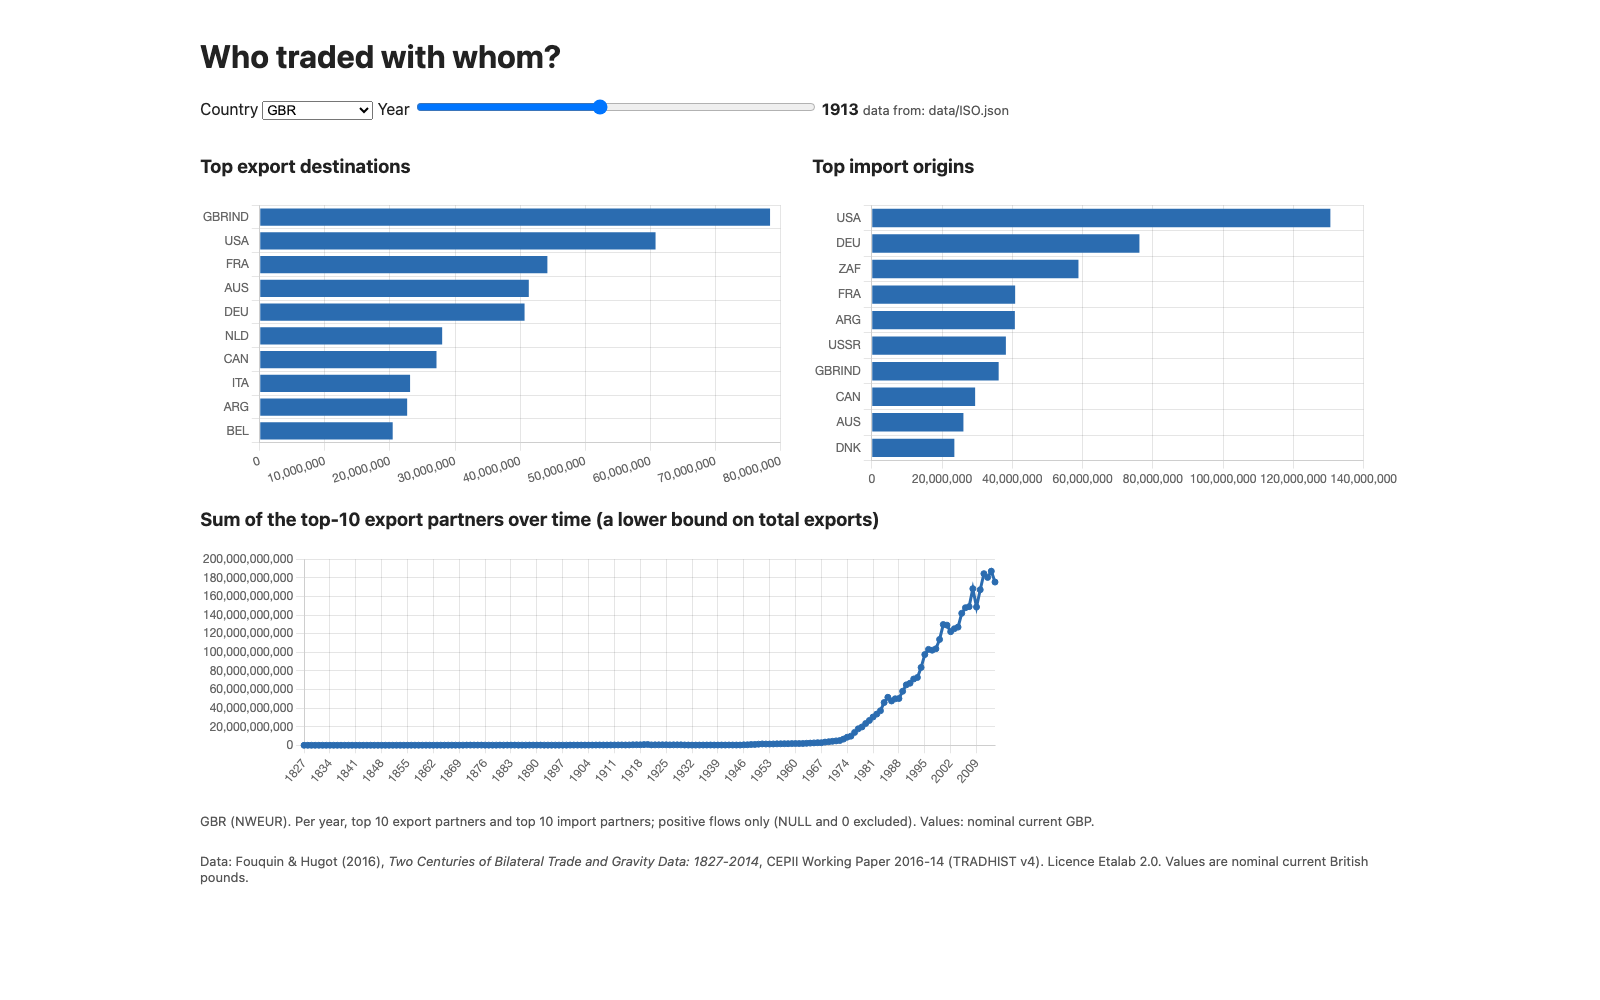 Who traded with whom?
Country GBR Year 1913 data from: data/ISO.json
Top export destinations
GBRIND
USA
FRA
AUS
DEU
NLD
CAN
ITA
ARG
BEL
0 10,000,000 20,000,000 30,000,000 40,000,000 50,000,000 60,000,000 70,000,000 80,000,000
Top import origins
USA
DEU
ZAF
FRA
ARG
USSR
GBRIND
CAN
AUS
DNK
0 20,000,000 40,000,000 60,000,000 80,000,000 100,000,000 120,000,000 140,000,000
Sum of the top-10 export partners over time (a lower bound on total exports)
200,000,000,000
180,000,000,000
160,000,000,000
140,000,000,000
120,000,000,000
100,000,000,000
80,000,000,000
60,000,000,000
40,000,000,000
20,000,000,000
0
1827 1834 1841 1848 1855 1862 1869 1876 1883 1890 1897 1904 1911 1918 1925 1932 1939 1946 1953 1960 1967 1974 1981 1988 1995 2002 2009
GBR (NWEUR). Per year, top 10 export partners and top 10 import partners; positive flows only (NULL and 0 excluded). Values: nominal current GBP.
Data: Fouquin & Hugot (2016), Two Centuries of Bilateral Trade and Gravity Data: 1827-2014, CEPII Working Paper 2016-14 (TRADHIST v4). Licence Etalab 2.0. Values are nominal current British
pounds.